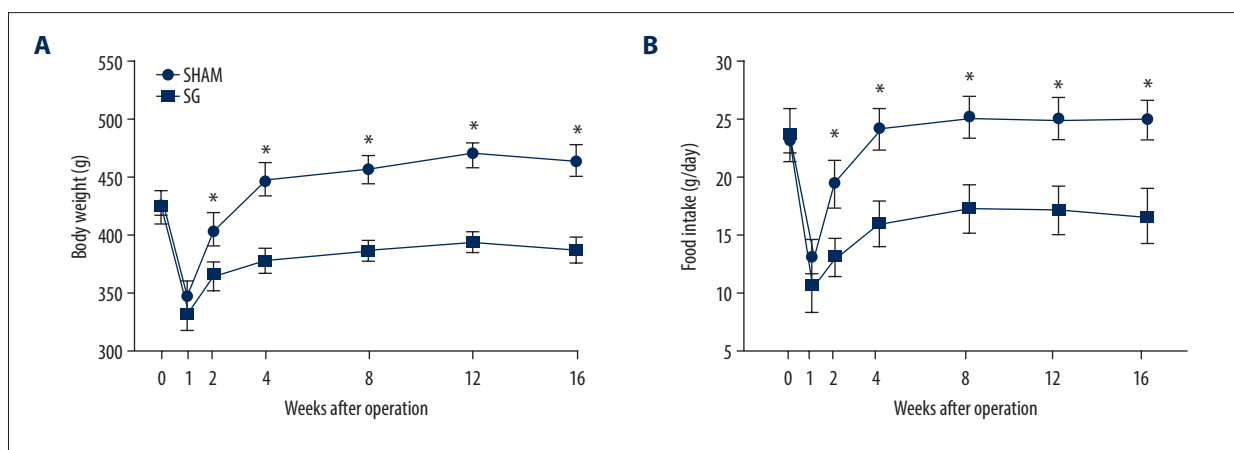 A
550
500
450
400
350
300
Body weight (g)
SHAM
SG
* * * * *
0 1 2 4 8 12 16
Weeks after operation
B
30
25
20
15
10
5
Food intake (g/day)
* * * * *
0 1 2 4 8 12 16
Weeks after operation